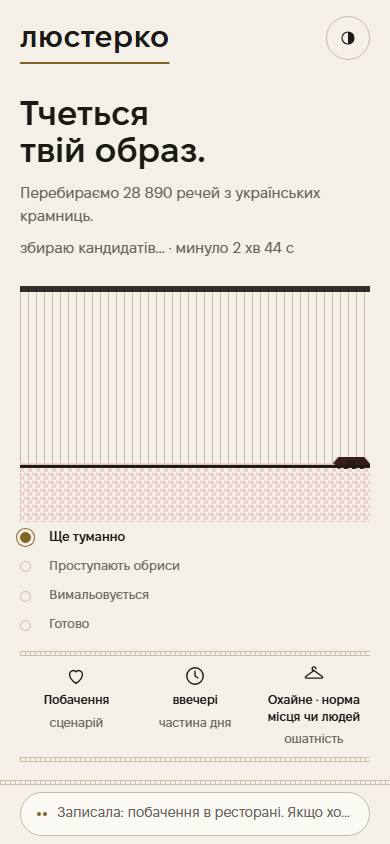 люстерко
Тчеться
твій образ.
Перебираємо 28 890 речей з українських
крамниць.
збираю кандидатів… · минуло 2 хв 44 с
Ще туманно
Проступають обриси
Вимальовується
Готово
Побачення
сценарій
ввечері
частина дня
Охайне · норма
місця чи людей
ошатність
Записала: побачення в ресторані. Якщо хо…